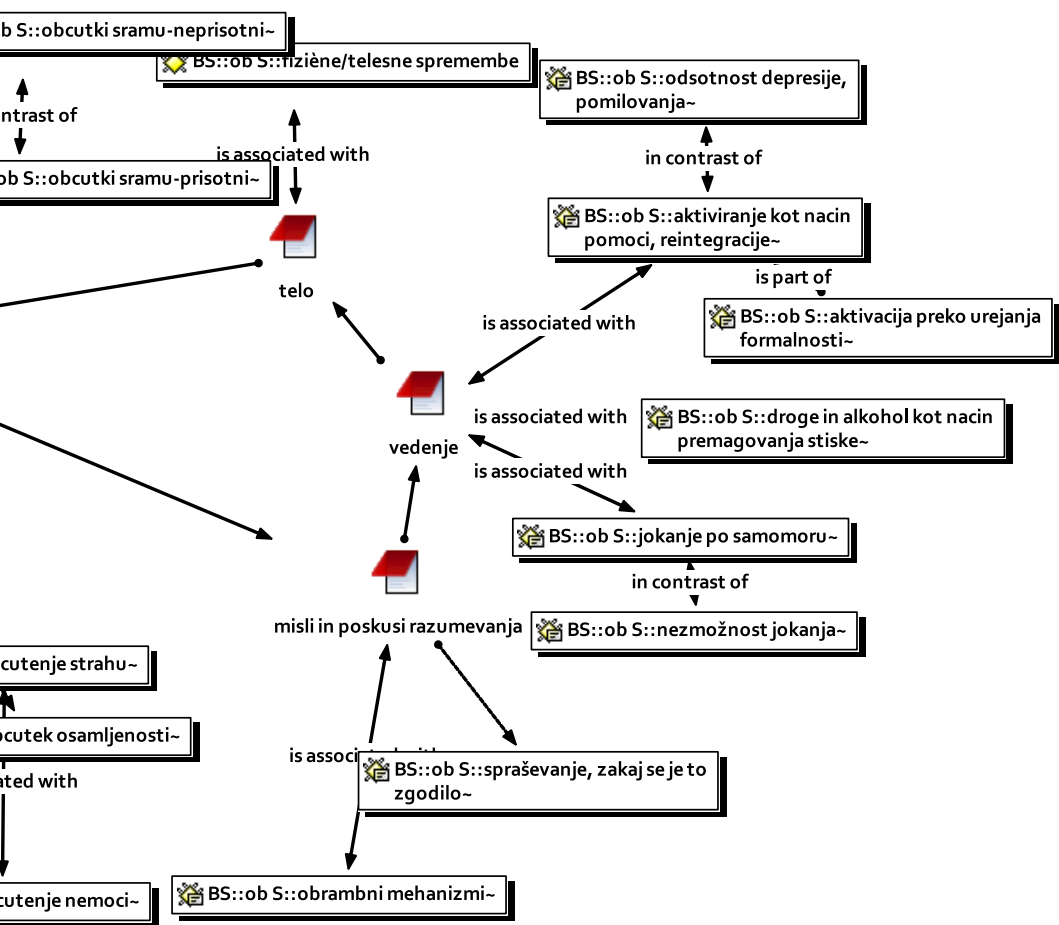 b S::obcutki sramu-neprisotni~
BS::ob S::fiziène/telesne spremembe
BS::ob S::odsotnost depresije,
pomilovanja~
ntrast of
is associated with
in contrast of
ob S::obcutki sramu-prisotni~
BS::ob S::aktiviranje kot nacin
pomoci, reintegracije~
telo
is part of
is associated with
BS::ob S::aktivacija preko urejanja
formalnosti~
is associated with
BS::ob S::droge in alkohol kot nacin
premagovanja stiske~
vedenje
is associated with
BS::ob S::jokanje po samomoru~
in contrast of
misli in poskusi razumevanja
BS::ob S::nezmožnost jokanja~
cutenje strahu~
cutek osamljenosti~
is associated with
BS::ob S::spraševanje, zakaj se je to
zgodilo~
ated with
BS::ob S::obrambni mehanizmi~
cutenje nemoci~